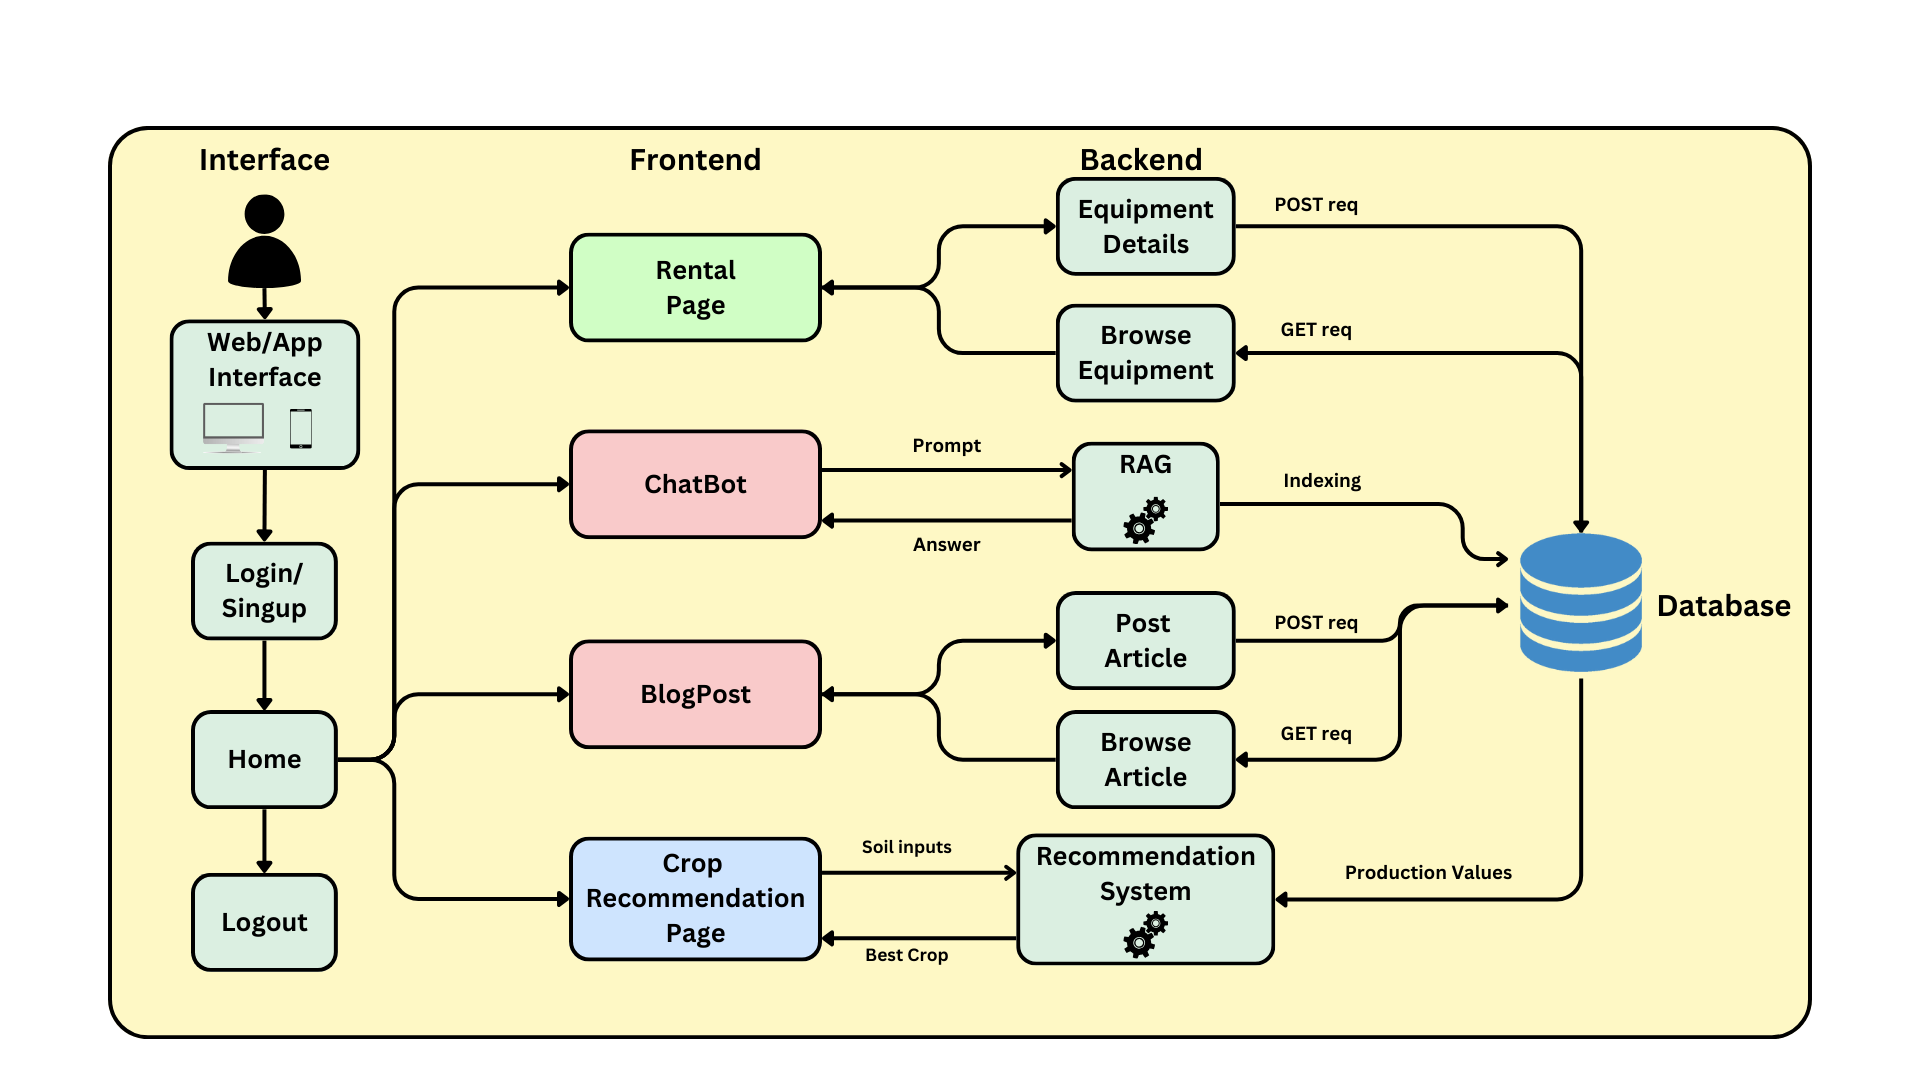 Interface
Frontend
Backend
Web/App
Interface
Login/
Singup
Home
Logout
Rental
Page
ChatBot
BlogPost
Crop
Recommendation
Page
Prompt
Answer
Soil inputs
Best Crop
Equipment
Details
Browse
Equipment
RAG
Post
Article
Browse
Article
Recommendation
System
POST req
GET req
Indexing
POST req
GET req
Production Values
Database